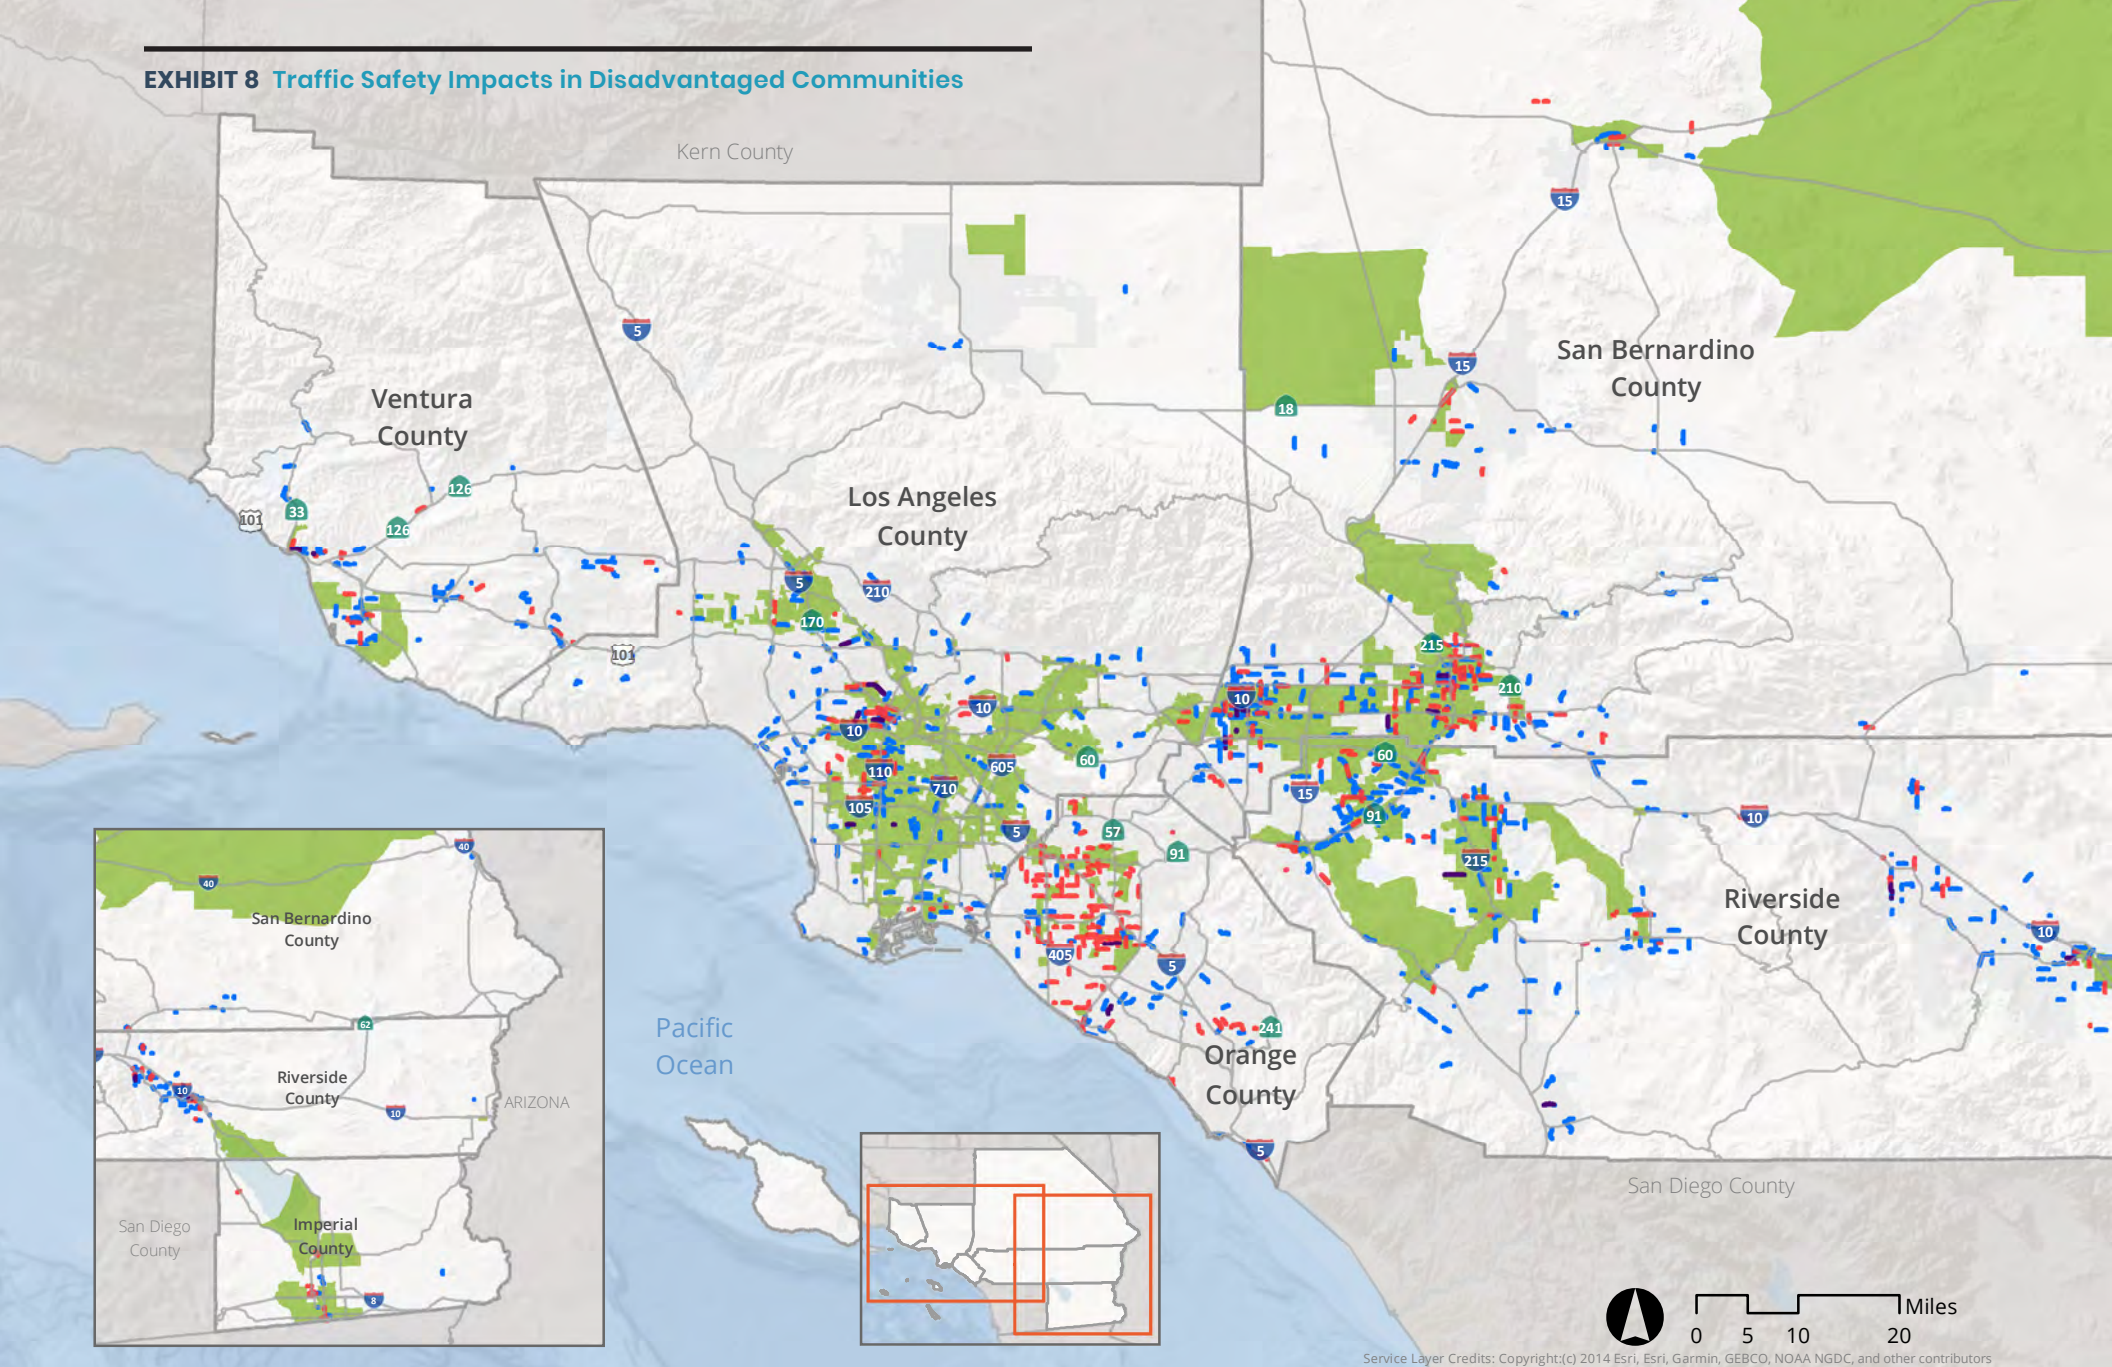 EXHIBIT 8 Traffic Safety Impacts in Disadvantaged Communities
Kern County
15
5
San Bernardino
County
15
Ventura
County
18
126
Los Angeles
County
33
101
126
5
210
170
215
101
210
10
10
10
60
60
110
605
710
15
105
91
10
57
5
91
215
Riverside
County
10
405
5
Pacific
Ocean
241
Orange
County
5
San Diego County
40
40
San Bernardino
County
62
Riverside
County
10
10
ARIZONA
Imperial
County
San Diego
County
8
Miles
0 5 10 20
Service Layer Credits: Copyright:(c) 2014 Esri, Esri, Garmin, GEBCO, NOAA NGDC, and other contributors